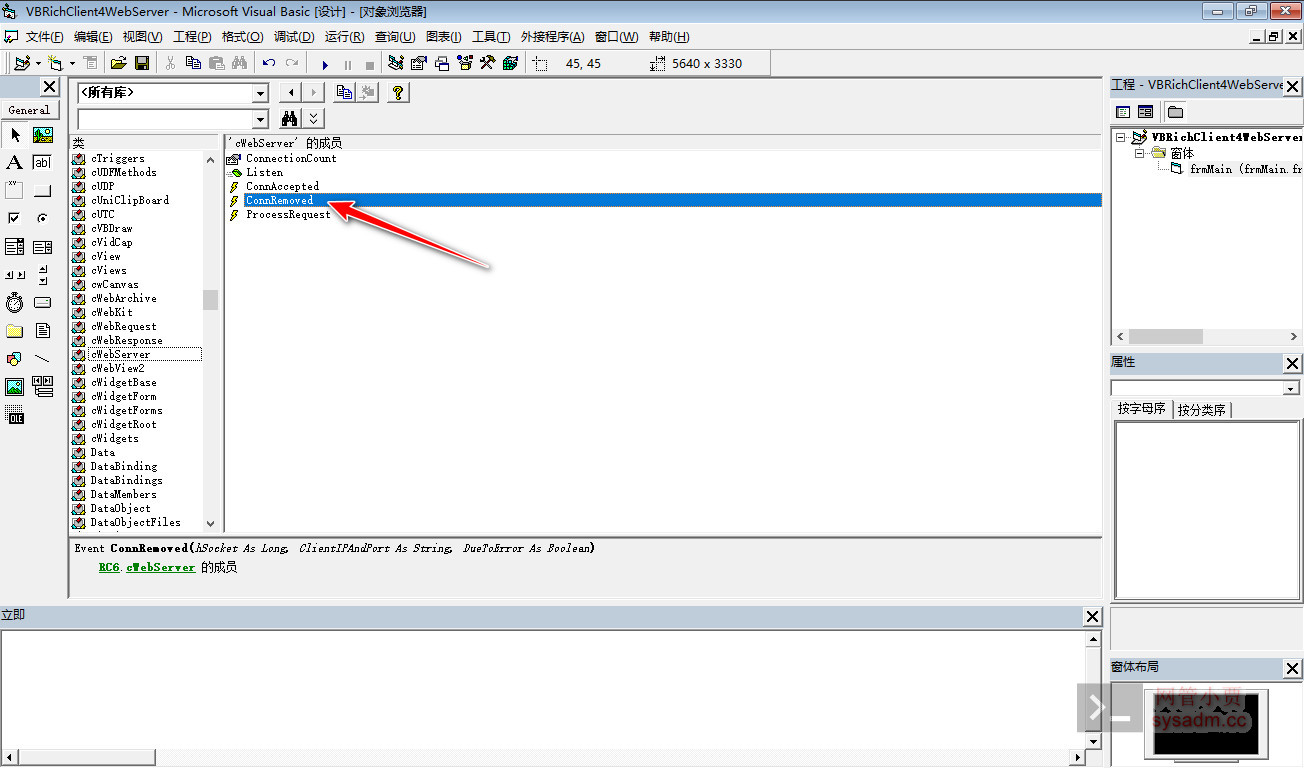 VBRichClient4WebServer - Microsoft Visual Basic [设计] - [对象浏览器]
文件(F) 编辑(E) 视图(V) 工程(P) 格式(O) 调试(D) 运行(R) 查询(U) 图表(I) 工具(T) 外接程序(A) 窗口(W) 帮助(H)
45, 45 5640 x 3330
General
A
ab
xy
OLE
<所有库>
类
cTriggers
cUDFMethods
cUDP
cUniClipBoard
cUTC
cVBDraw
cVidCap
cView
cViews
cwCanvas
cWebArchive
cWebKit
cWebRequest
cWebResponse
cWebServer
cWebView2
cWidgetBase
cWidgetForm
cWidgetForms
cWidgetRoot
cWidgets
Data
DataBinding
DataBindings
DataMembers
DataObject
DataObjectFiles
'cWebServer' 的成员
ConnectionCount
Listen
ConnAccepted
ConnRemoved
ProcessRequest
Event ConnRemoved(hSocket As Long, ClientIPAndPort As String, DueToError As Boolean)
RC6.cWebServer 的成员
立即
工程 - VBRichClient4WebServe
VBRichClient4WebServer
窗体
frmMain (frmMain.fr
属性
按字母序 按分类序
窗体布局
网管小贾
sysadm.cc